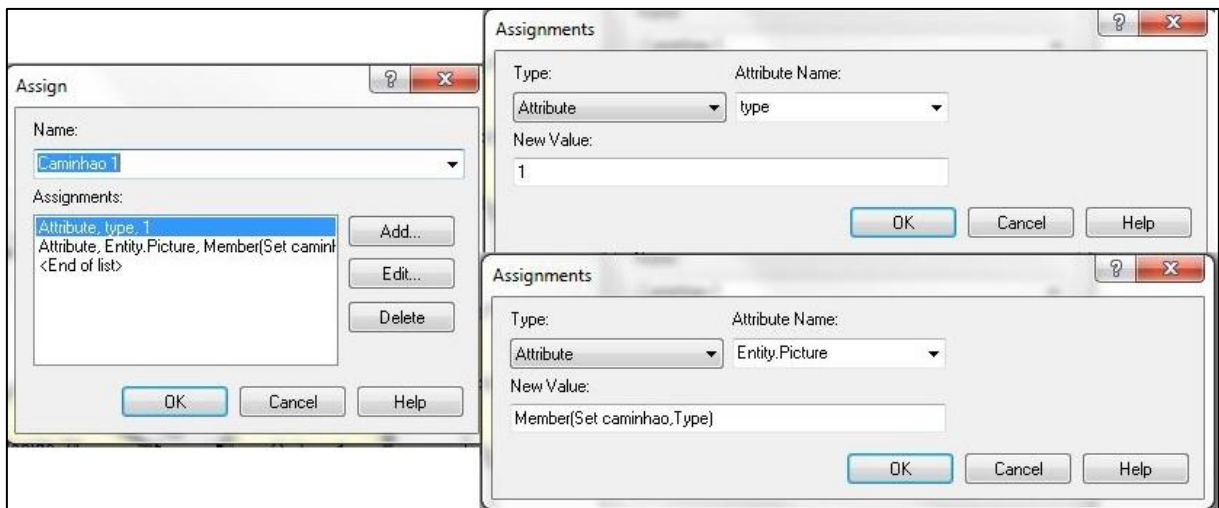 Assign
Name:
Caminhao 1
Assignments:
Attribute, type, 1
Attribute, Entity.Picture, Member(Set caminh
<End of list>
Add...
Edit...
Delete
OK Cancel Help
Assignments
Type: Attribute Name:
Attribute type
New Value:
1
OK Cancel Help
Assignments
Type: Attribute Name:
Attribute Entity.Picture
New Value:
Member(Set caminhao,Type)
OK Cancel Help